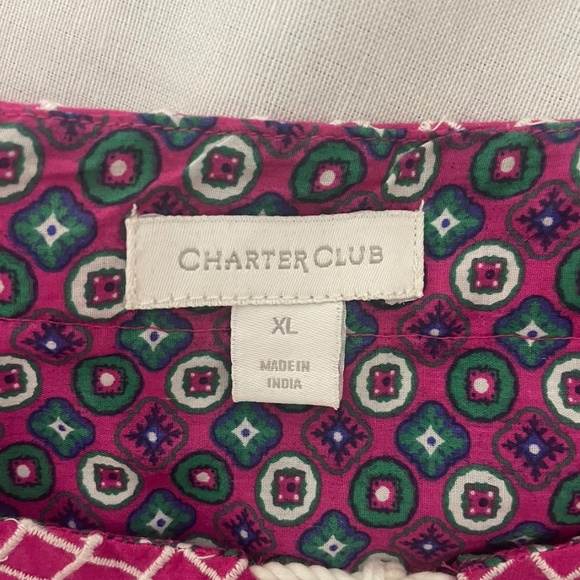 CHARTER CLUB
XL
MADE IN
INDIA